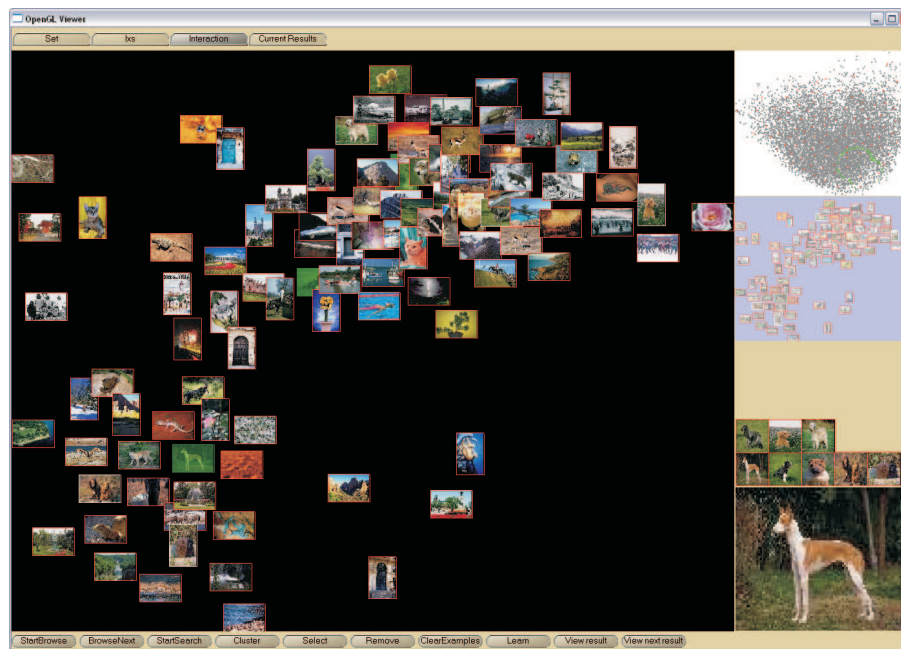 OpenGL Viewer
Set Ixs Interaction Current Results
StartBrowse BrowseNext StartSearch Cluster Select Remove ClearExamples Learn View result View next result